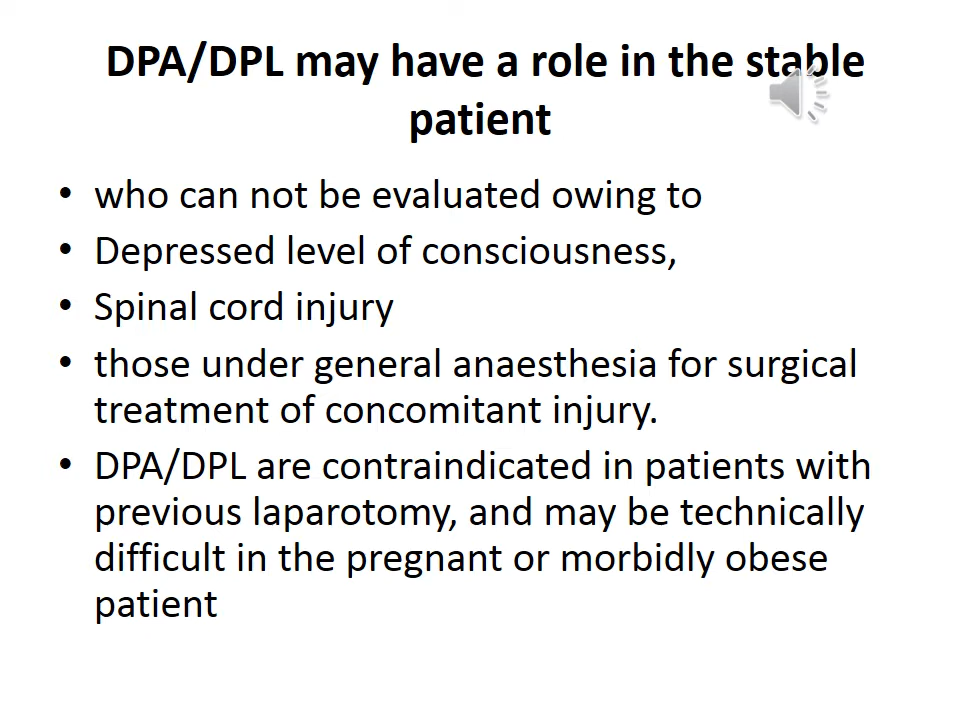 DPA/DPL may have a role in the stable
patient
• who can not be evaluated owing to
• Depressed level of consciousness,
• Spinal cord injury
• those under general anaesthesia for surgical
treatment of concomitant injury.
• DPA/DPL are contraindicated in patients with
previous laparotomy, and may be technically
difficult in the pregnant or morbidly obese
patient